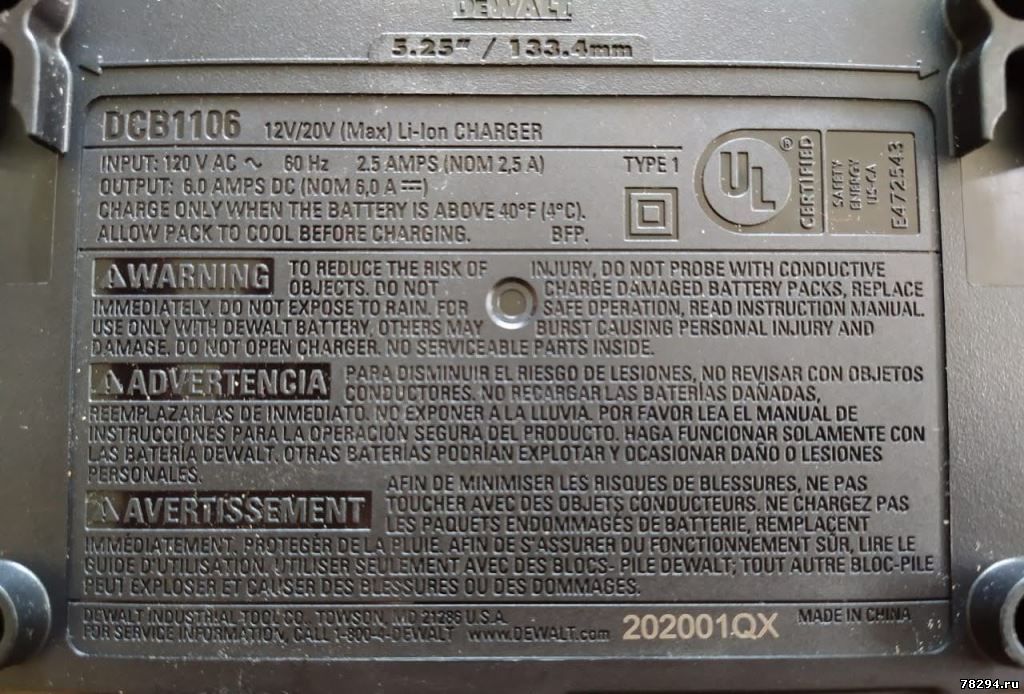 DEWALT
5.25" / 133.4mm
DCB1106 12V/20V (Max) Li-Ion CHARGER
INPUT: 120 V AC ~ 60 Hz 2.5 AMPS (NOM 2,5 A) TYPE 1
OUTPUT: 6.0 AMPS DC (NOM 6,0 A ⎓)
CHARGE ONLY WHEN THE BATTERY IS ABOVE 40°F (4°C).
ALLOW PACK TO COOL BEFORE CHARGING. BFP.
UL ® CERTIFIED
SAFETY
ENERGY
US-CA
E472543
⚠WARNING TO REDUCE THE RISK OF INJURY, DO NOT PROBE WITH CONDUCTIVE
OBJECTS. DO NOT CHARGE DAMAGED BATTERY PACKS, REPLACE
IMMEDIATELY. DO NOT EXPOSE TO RAIN. FOR SAFE OPERATION, READ INSTRUCTION MANUAL.
USE ONLY WITH DEWALT BATTERY, OTHERS MAY BURST CAUSING PERSONAL INJURY AND
DAMAGE. DO NOT OPEN CHARGER. NO SERVICEABLE PARTS INSIDE.
⚠ADVERTENCIA PARA DISMINUIR EL RIESGO DE LESIONES, NO REVISAR CON OBJETOS
CONDUCTORES. NO RECARGAR LAS BATERÍAS DAÑADAS,
REEMPLAZARLAS DE INMEDIATO. NO EXPONER A LA LLUVIA. POR FAVOR LEA EL MANUAL DE
INSTRUCCIONES PARA LA OPERACIÓN SEGURA DEL PRODUCTO. HAGA FUNCIONAR SOLAMENTE CON
LAS BATERÍA DEWALT. OTRAS BATERÍAS PODRÍAN EXPLOTAR Y OCASIONAR DAÑO O LESIONES
PERSONALES.
⚠AVERTISSEMENT AFIN DE MINIMISER LES RISQUES DE BLESSURES, NE PAS
TOUCHER AVEC DES OBJETS CONDUCTEURS. NE CHARGEZ PAS
LES PAQUETS ENDOMMAGÉS DE BATTERIE, REMPLACENT
IMMÉDIATEMENT. PROTÉGER DE LA PLUIE. AFIN DE S'ASSURER DU FONCTIONNEMENT SÛR, LIRE LE
GUIDE D'UTILISATION. UTILISER SEULEMENT AVEC DES BLOCS- PILE DEWALT; TOUT AUTRE BLOC-PILE
PEUT EXPLOSER ET CAUSER DES BLESSURES OU DES DOMMAGES.
DEWALT INDUSTRIAL TOOL CO., TOWSON, MD 21286 U.S.A.
FOR SERVICE INFORMATION, CALL 1-800-4-DEWALT www.DEWALT.com 202001QX MADE IN CHINA
78294.ru